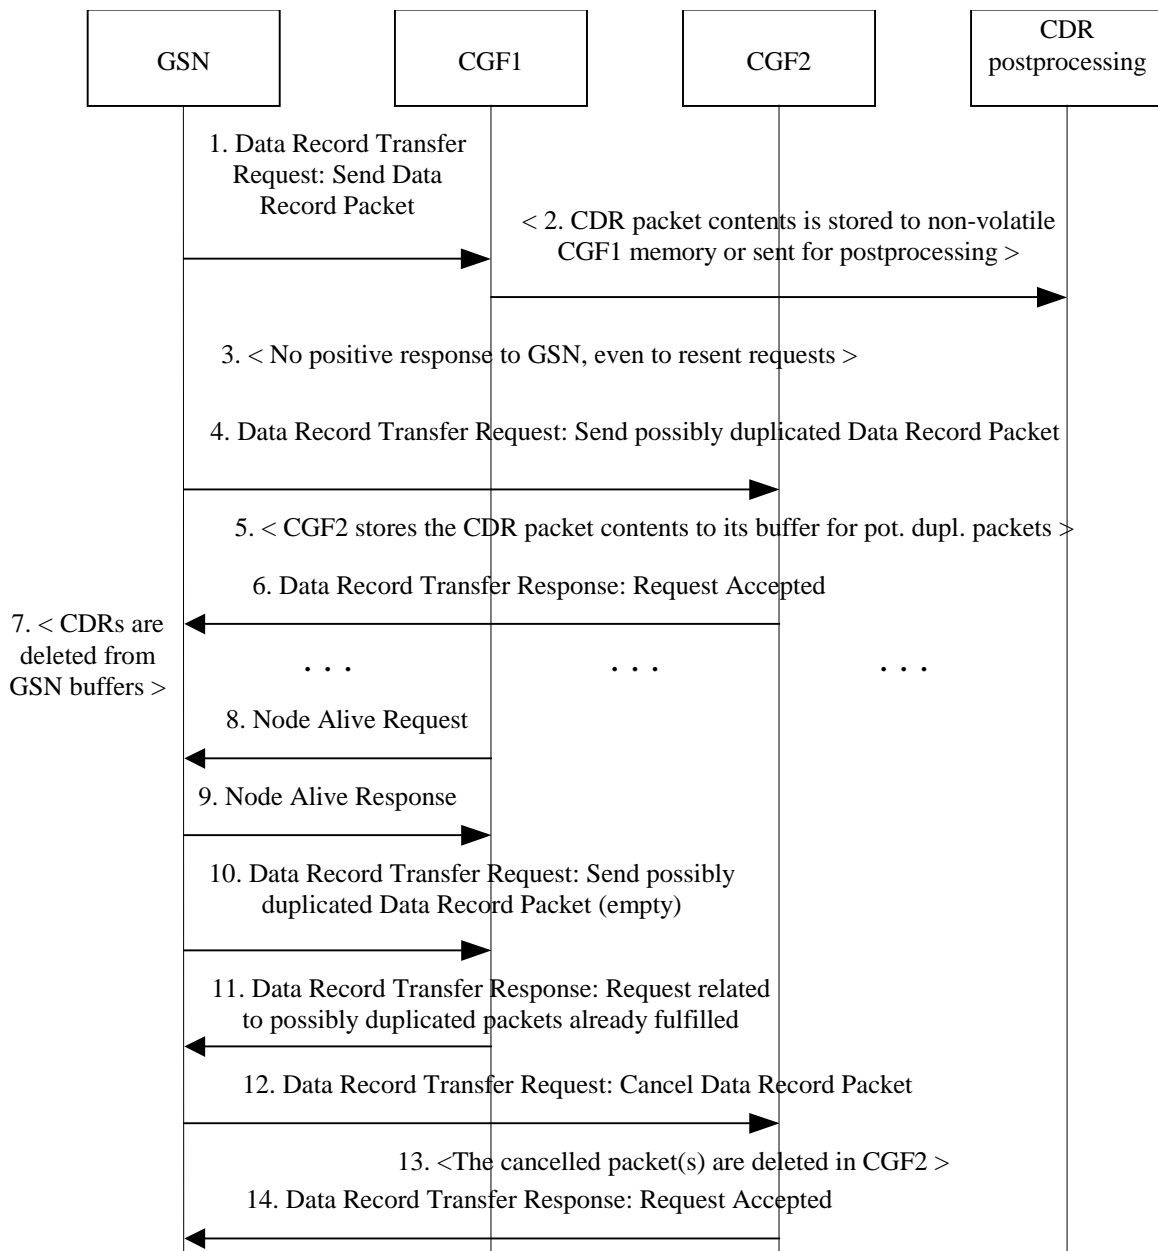 GSN
CGF1
CGF2
CDR
postprocessing
1. Data Record Transfer
Request: Send Data
Record Packet
< 2. CDR packet contents is stored to non-volatile
CGF1 memory or sent for postprocessing >
3. < No positive response to GSN, even to resent requests >
4. Data Record Transfer Request: Send possibly duplicated Data Record Packet
5. < CGF2 stores the CDR packet contents to its buffer for pot. dupl. packets >
6. Data Record Transfer Response: Request Accepted
7. < CDRs are
deleted from
GSN buffers >
. . .
. . .
. . .
8. Node Alive Request
9. Node Alive Response
10. Data Record Transfer Request: Send possibly
duplicated Data Record Packet (empty)
11. Data Record Transfer Response: Request related
to possibly duplicated packets already fulfilled
12. Data Record Transfer Request: Cancel Data Record Packet
13. <The cancelled packet(s) are deleted in CGF2 >
14. Data Record Transfer Response: Request Accepted